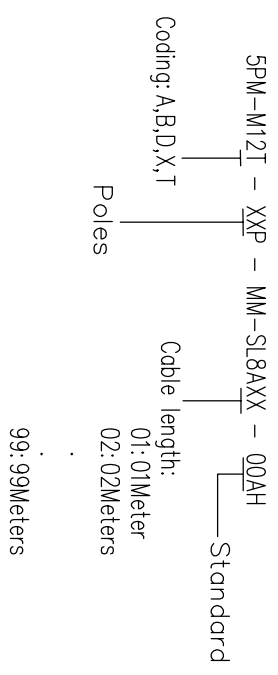 5PM-M12T - XXP - MM-SL8AXX - 00AH
Coding: A,B,D,X,T
Poles
Cable length:
01:01Meter
02:02Meters
.
.
99:99Meters
Standard